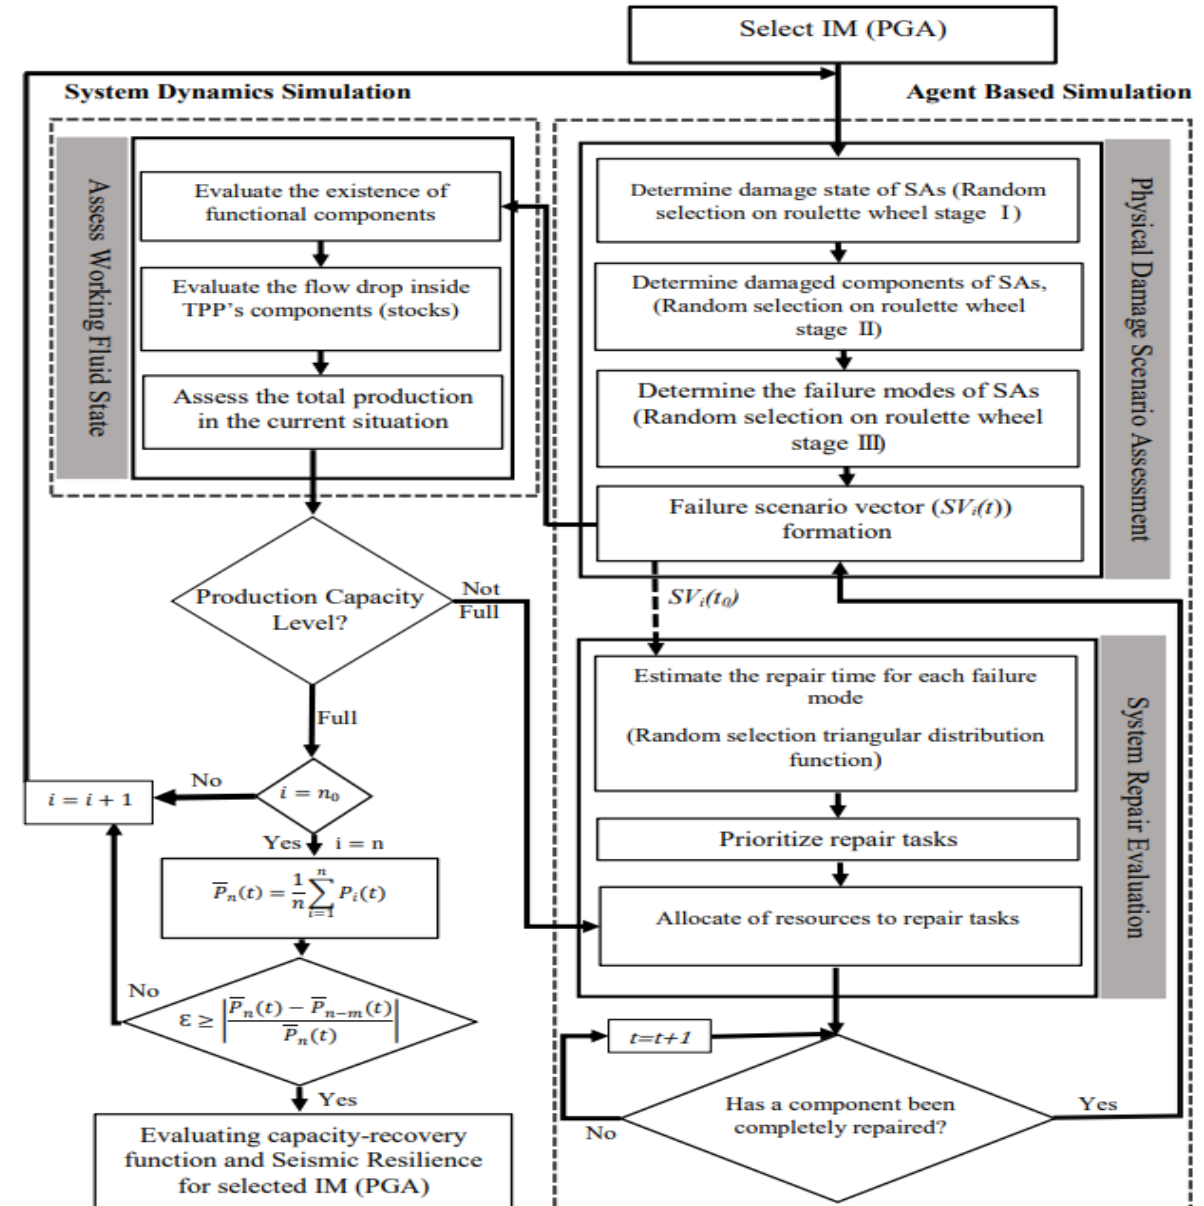 Select IM (PGA)
System Dynamics Simulation
Agent Based Simulation
Assess Working Fluid State
Evaluate the existence of
functional components
Evaluate the flow drop inside
TPP's components (stocks)
Assess the total production
in the current situation
Physical Damage Scenario Assessment
Determine damage state of SAs (Random
selection on roulette wheel stage I)
Determine damaged components of SAs,
(Random selection on roulette wheel
stage II)
Determine the failure modes of SAs
(Random selection on roulette wheel
stage III)
Failure scenario vector (SVᵢ(t))
formation
SVᵢ(t₀)
Production Capacity
Level?
Not
Full
Full
i = n₀
No
i = i + 1
Yes i = n
P̅ₙ(t) = 1/n ∑ⁿᵢ₌₁ Pᵢ(t)
No
ε ≥ |(P̅ₙ(t) − P̅ₙ₋ₘ(t)) / P̅ₙ(t)|
Yes
Evaluating capacity-recovery
function and Seismic Resilience
for selected IM (PGA)
System Repair Evaluation
Estimate the repair time for each failure
mode
(Random selection triangular distribution
function)
Prioritize repair tasks
Allocate of resources to repair tasks
t=t+1
Has a component been
completely repaired?
No
Yes